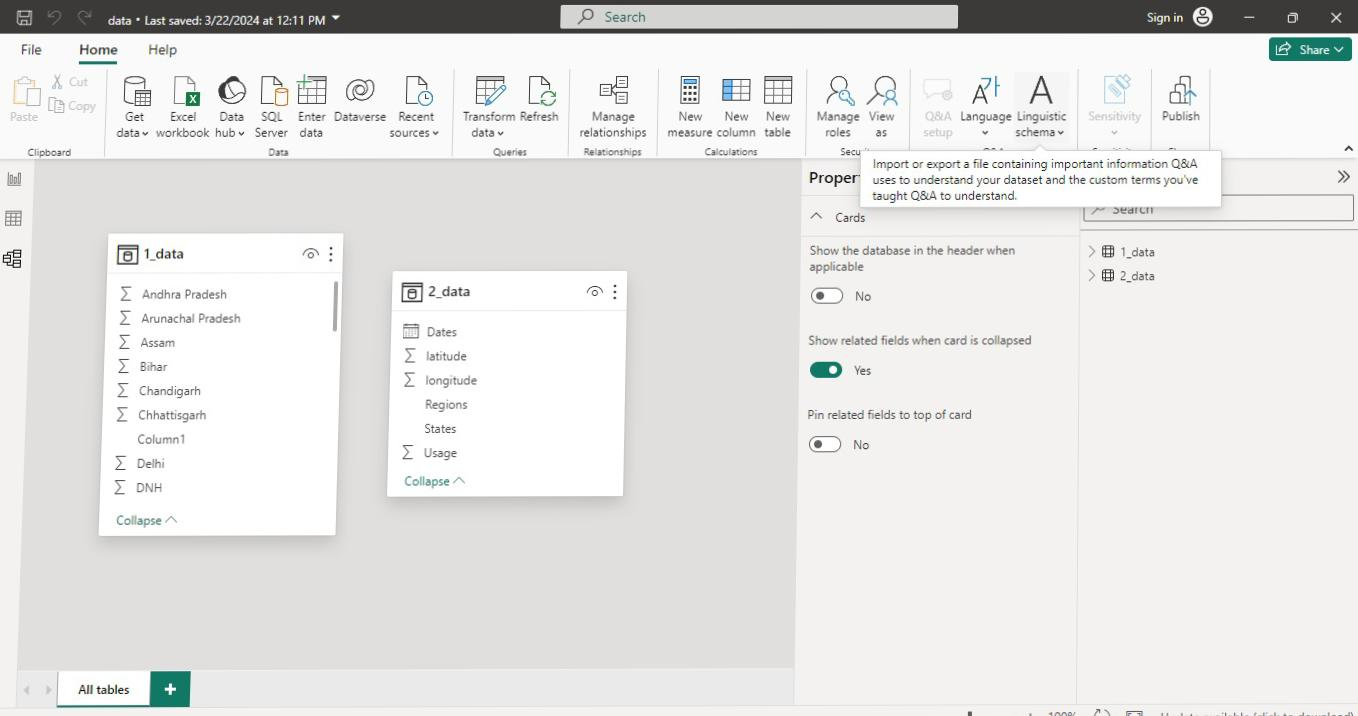 data • Last saved: 3/22/2024 at 12:11 PM
Search
Sign in
File
Home
Help
Share
Paste
Cut
Copy
Get data
Excel workbook
Data hub
SQL Server
Enter data
Dataverse
Recent sources
Transform data
Refresh
Manage relationships
New measure
New column
New table
Manage roles
View as
Q&A setup
Language
Linguistic schema
Sensitivity
Publish
Clipboard
Data
Queries
Relationships
Calculations
Import or export a file containing important information Q&A
uses to understand your dataset and the custom terms you've
taught Q&A to understand.
1_data
Andhra Pradesh
Arunachal Pradesh
Assam
Bihar
Chandigarh
Chhattisgarh
Column1
Delhi
DNH
Collapse
2_data
Dates
latitude
longitude
Regions
States
Usage
Collapse
Cards
Show the database in the header when
applicable
No
Show related fields when card is collapsed
Yes
Pin related fields to top of card
No
Search
1_data
2_data
All tables
100%
Update available (click to download)